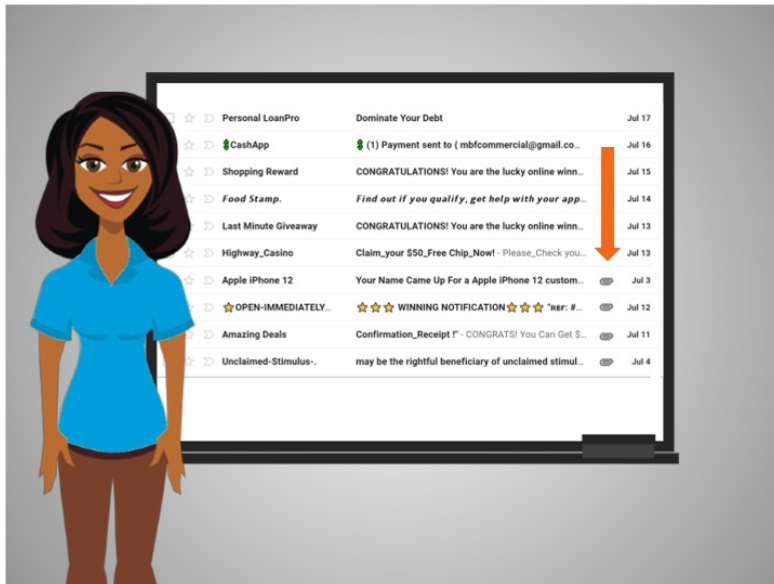 Personal LoanPro Dominate Your Debt Jul 17
CashApp (1) Payment sent to ( mbfcommercial@gmail.co... Jul 16
Shopping Reward CONGRATULATIONS! You are the lucky online winn... Jul 15
Food Stamp. Find out if you qualify, get help with your app... Jul 14
Last Minute Giveaway CONGRATULATIONS! You are the lucky online winn... Jul 13
Highway_Casino Claim_your $50_Free Chip_Now! - Please_Check you... Jul 13
Apple iPhone 12 Your Name Came Up For a Apple iPhone 12 custom... Jul 3
⭐OPEN-IMMEDIATELY... ⭐⭐⭐ WINNING NOTIFICATION⭐⭐⭐ "REF: #... Jul 12
Amazing Deals Confirmation_Receipt !" - CONGRATS! You Can Get $... Jul 11
Unclaimed-Stimulus-. may be the rightful beneficiary of unclaimed stimul... Jul 4